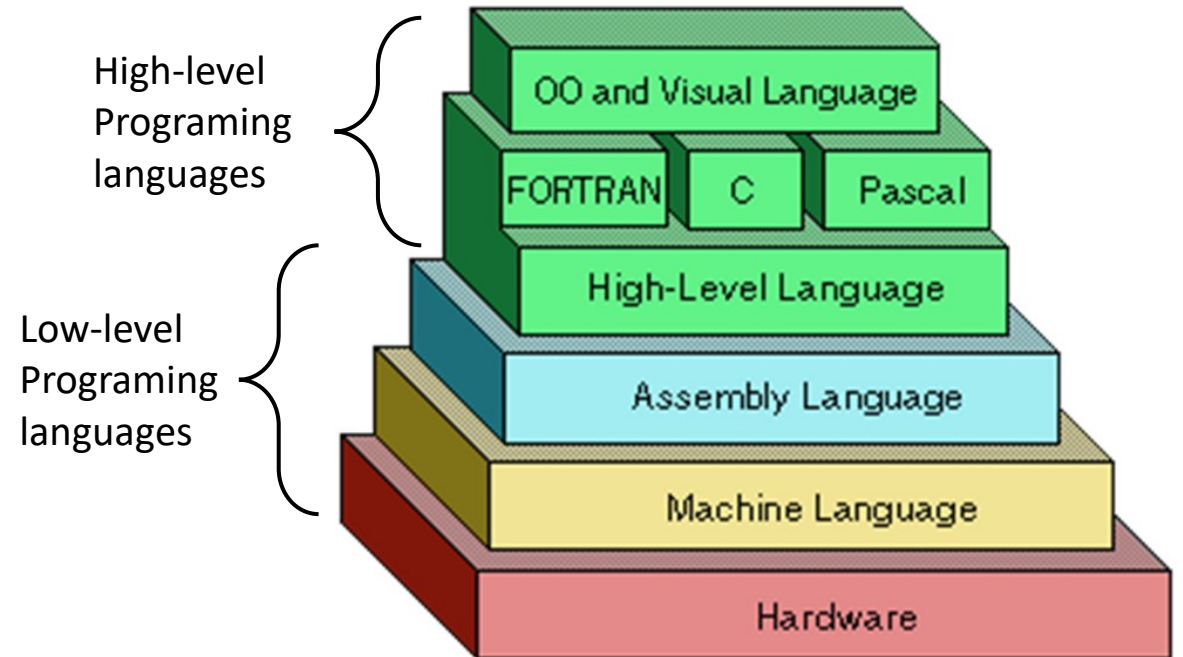 High-level
Programing
languages
OO and Visual Language
FORTRAN C Pascal
High-Level Language
Low-level
Programing
languages
Assembly Language
Machine Language
Hardware